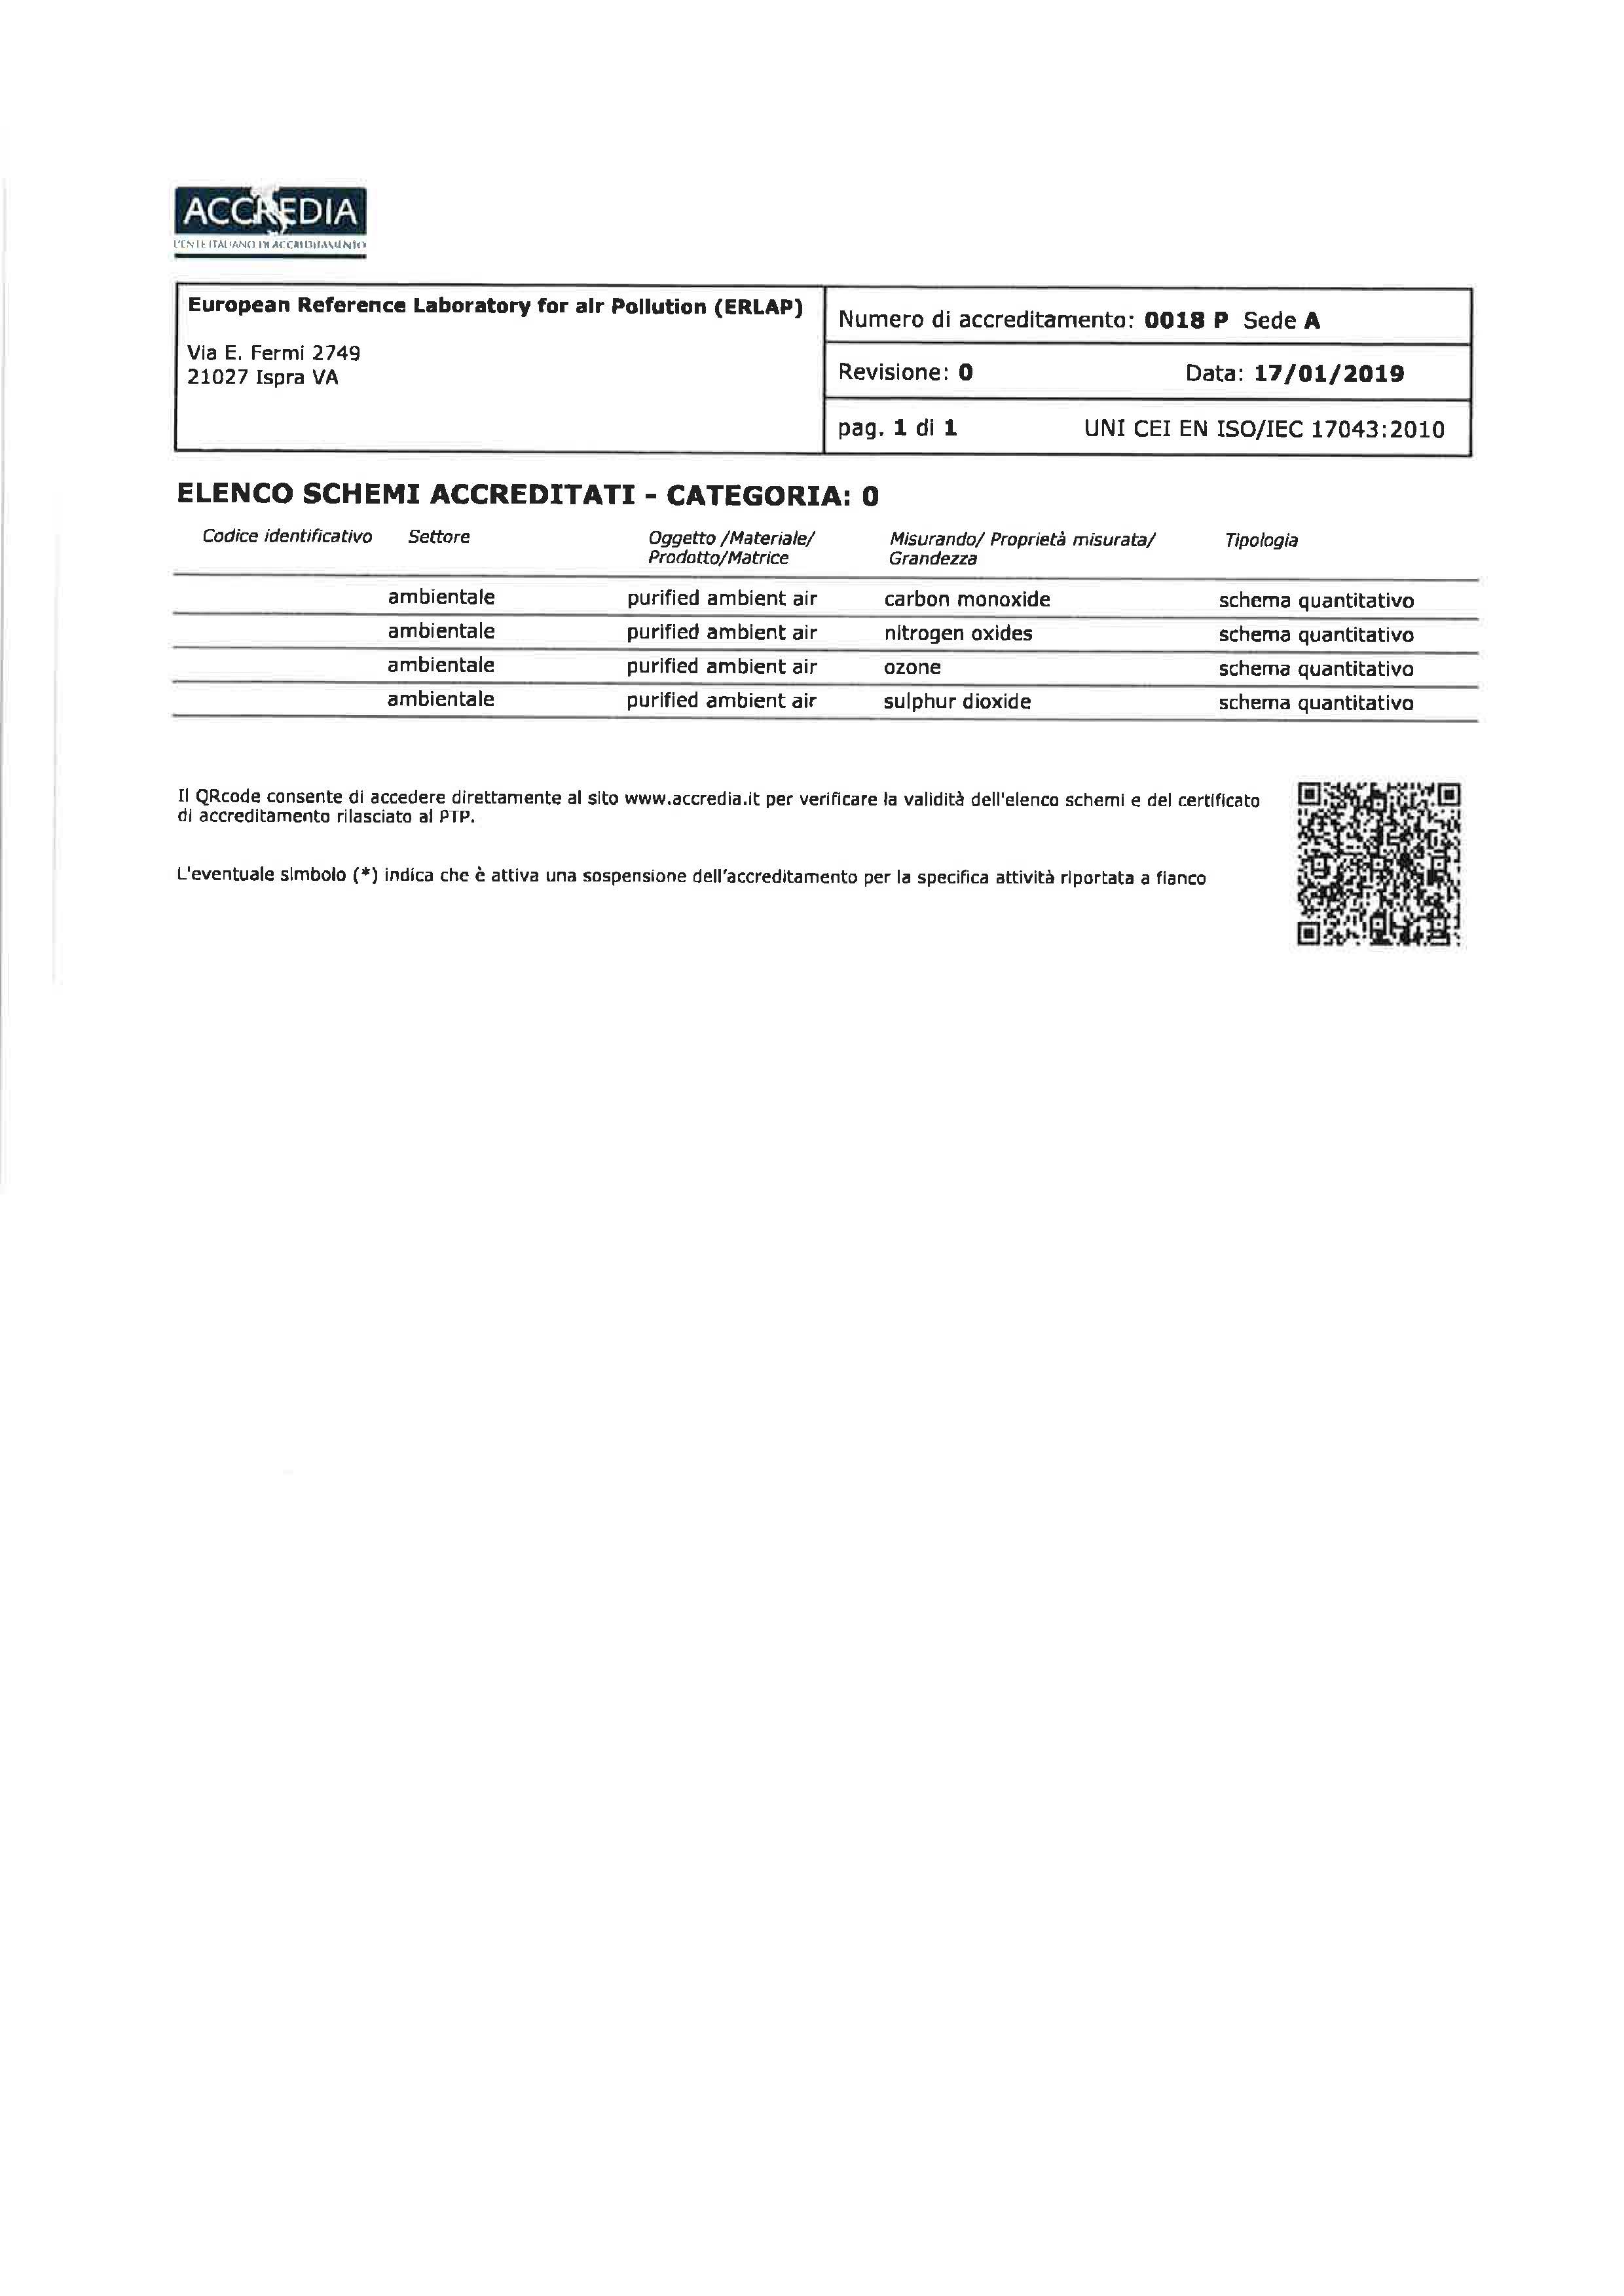 ACCREDIA
L'ENTE ITALIANO DI ACCREDITAMENTO
European Reference Laboratory for air Pollution (ERLAP)
Via E. Fermi 2749
21027 Ispra VA
Numero di accreditamento: 0018 P Sede A
Revisione: 0 Data: 17/01/2019
pag. 1 di 1 UNI CEI EN ISO/IEC 17043:2010
ELENCO SCHEMI ACCREDITATI - CATEGORIA: 0
Codice identificativo Settore Oggetto /Materiale/ Misurando/ Proprietà misurata/ Tipologia
Prodotto/Matrice Grandezza
ambientale purified ambient air carbon monoxide schema quantitativo
ambientale purified ambient air nitrogen oxides schema quantitativo
ambientale purified ambient air ozone schema quantitativo
ambientale purified ambient air sulphur dioxide schema quantitativo
Il QRcode consente di accedere direttamente al sito www.accredia.it per verificare la validità dell'elenco schemi e del certificato
di accreditamento rilasciato al PTP.
L'eventuale simbolo (*) indica che è attiva una sospensione dell'accreditamento per la specifica attività riportata a fianco